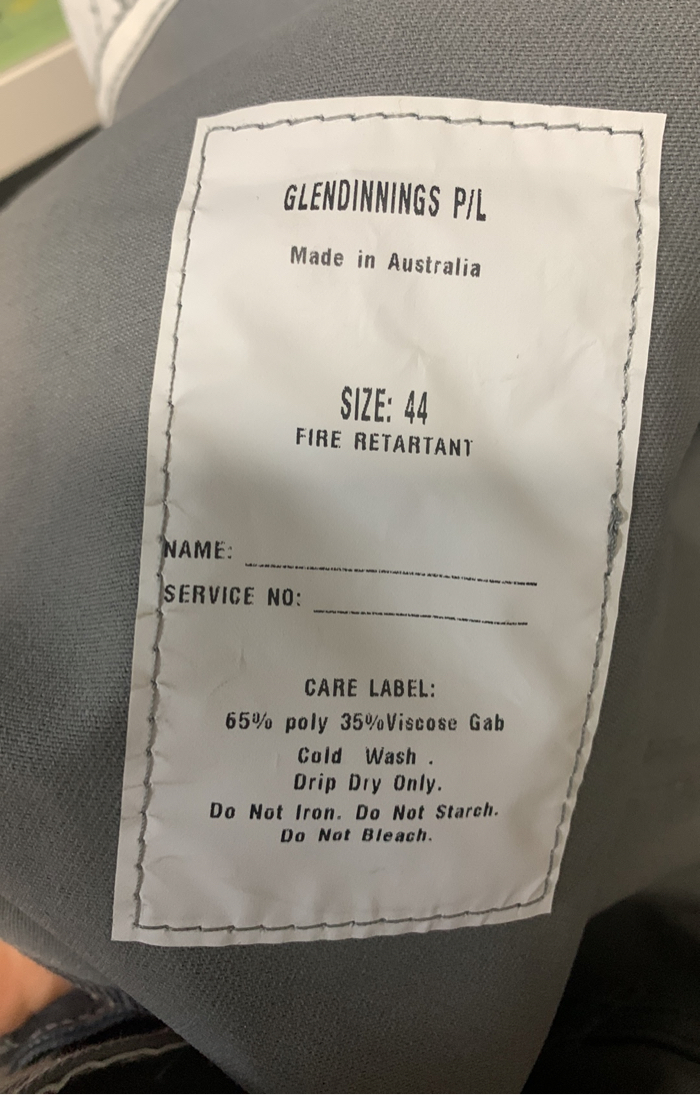 GLENDINNINGS P/L
Made in Australia
SIZE: 44
FIRE RETARTANT
NAME:
SERVICE NO:
CARE LABEL:
65% poly 35%Viscose Gab
Cold Wash .
Drip Dry Only.
Do Not Iron. Do Not Starch.
Do Not Bleach.